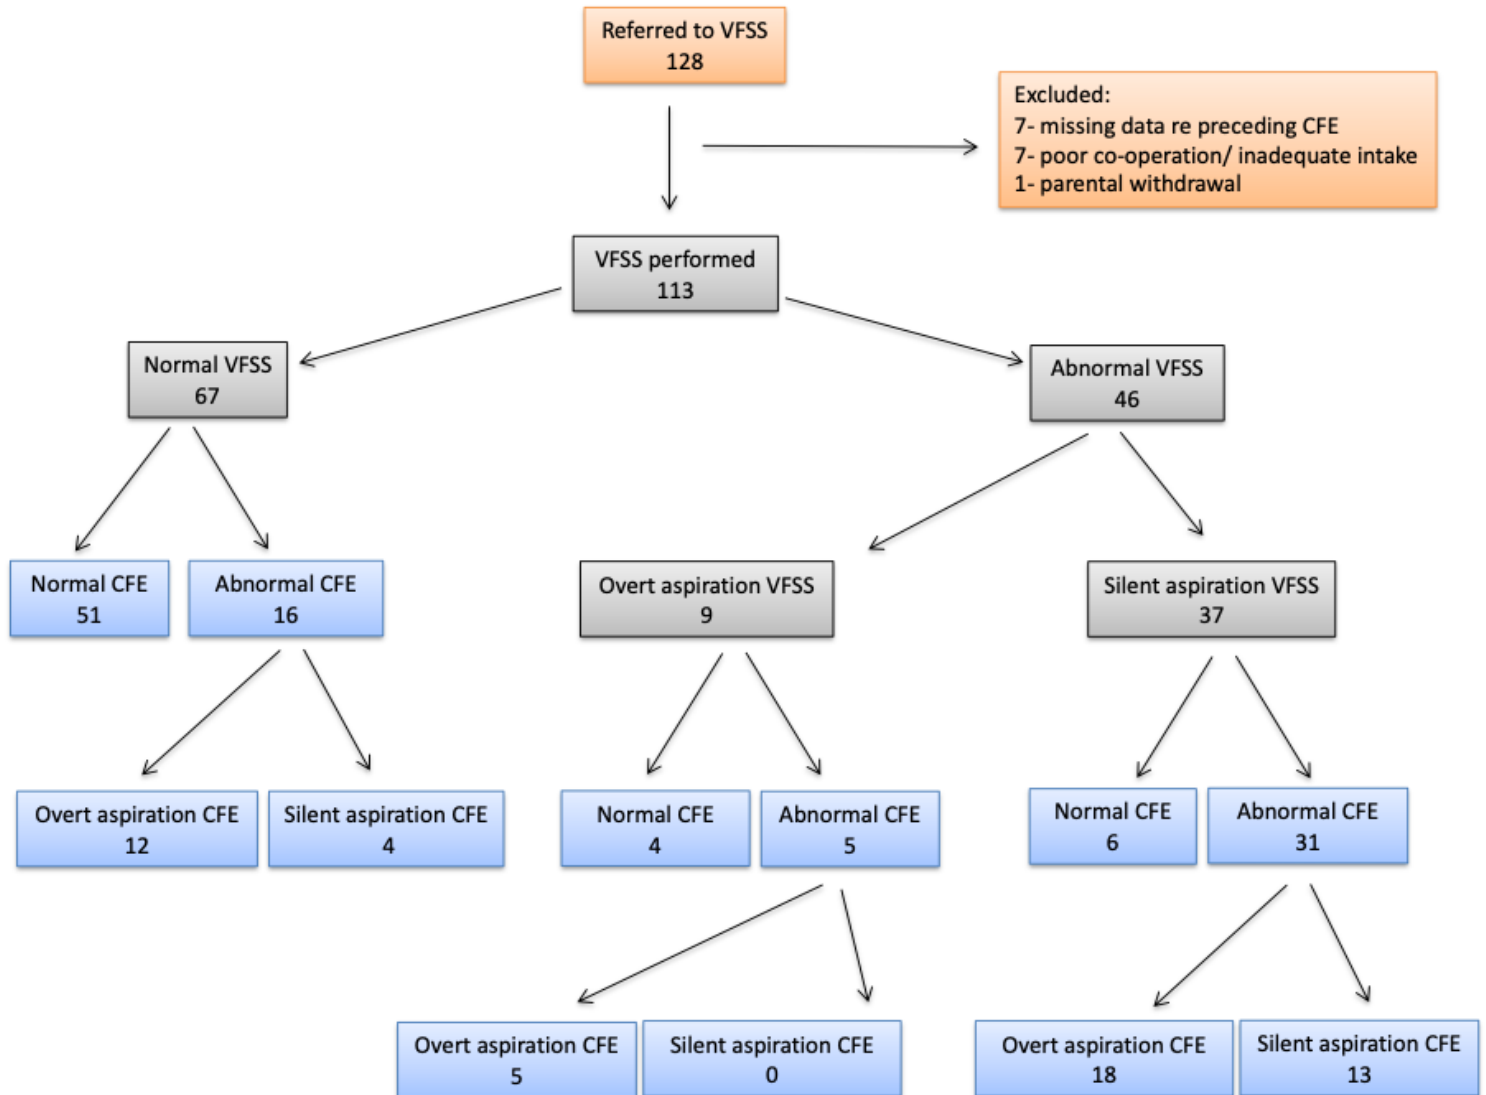 Referred to VFSS
128
Excluded:
7- missing data re preceding CFE
7- poor co-operation/ inadequate intake
1- parental withdrawal
VFSS performed
113
Normal VFSS
67
Abnormal VFSS
46
Normal CFE
51
Abnormal CFE
16
Overt aspiration VFSS
9
Silent aspiration VFSS
37
Overt aspiration CFE
12
Silent aspiration CFE
4
Normal CFE
4
Abnormal CFE
5
Normal CFE
6
Abnormal CFE
31
Overt aspiration CFE
5
Silent aspiration CFE
0
Overt aspiration CFE
18
Silent aspiration CFE
13